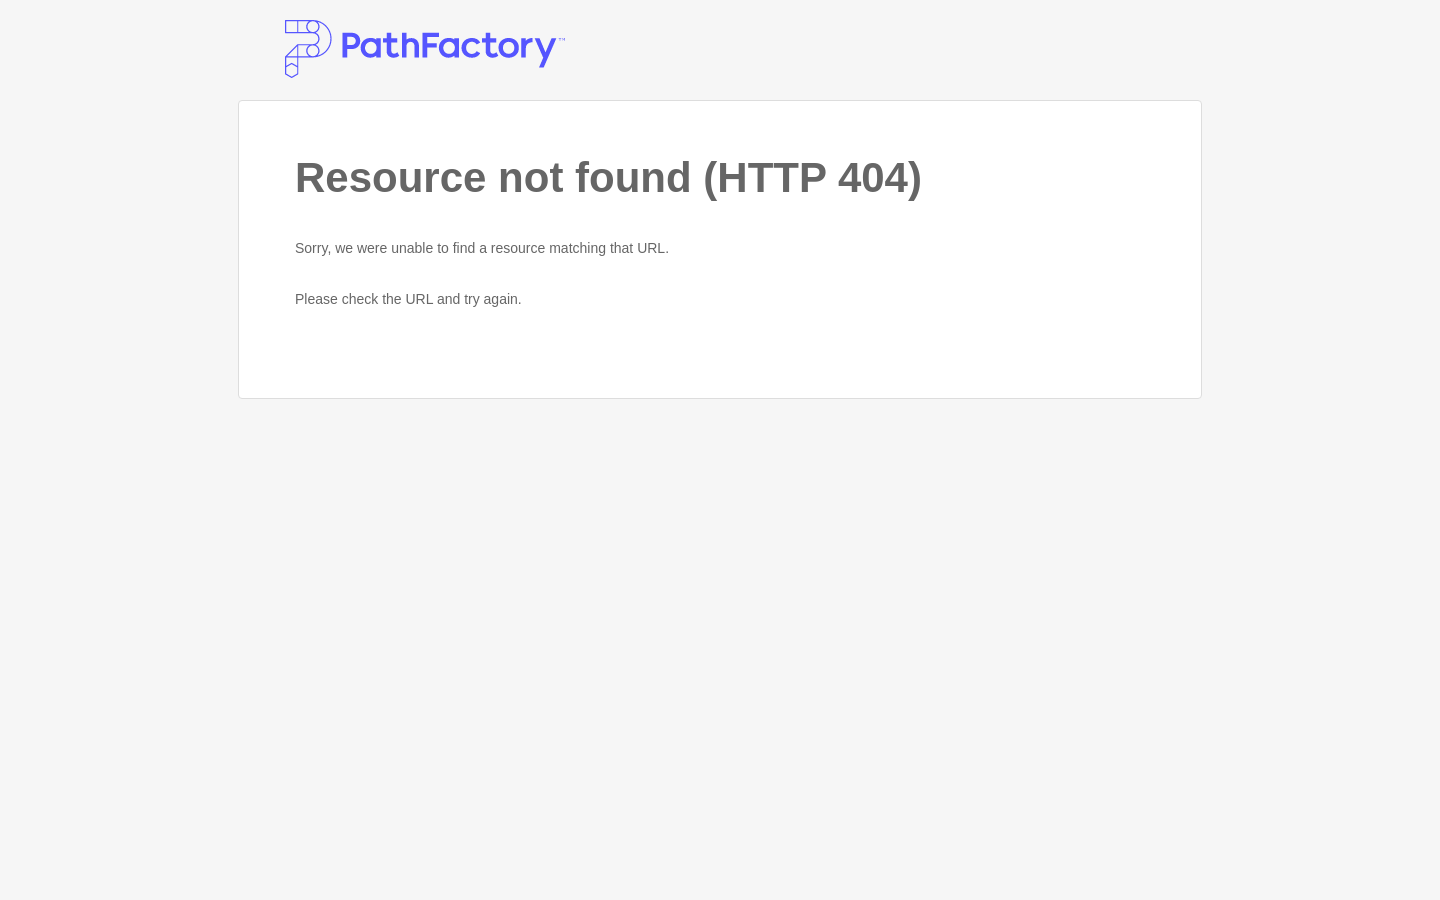 PathFactory™
Resource not found (HTTP 404)
Sorry, we were unable to find a resource matching that URL.
Please check the URL and try again.